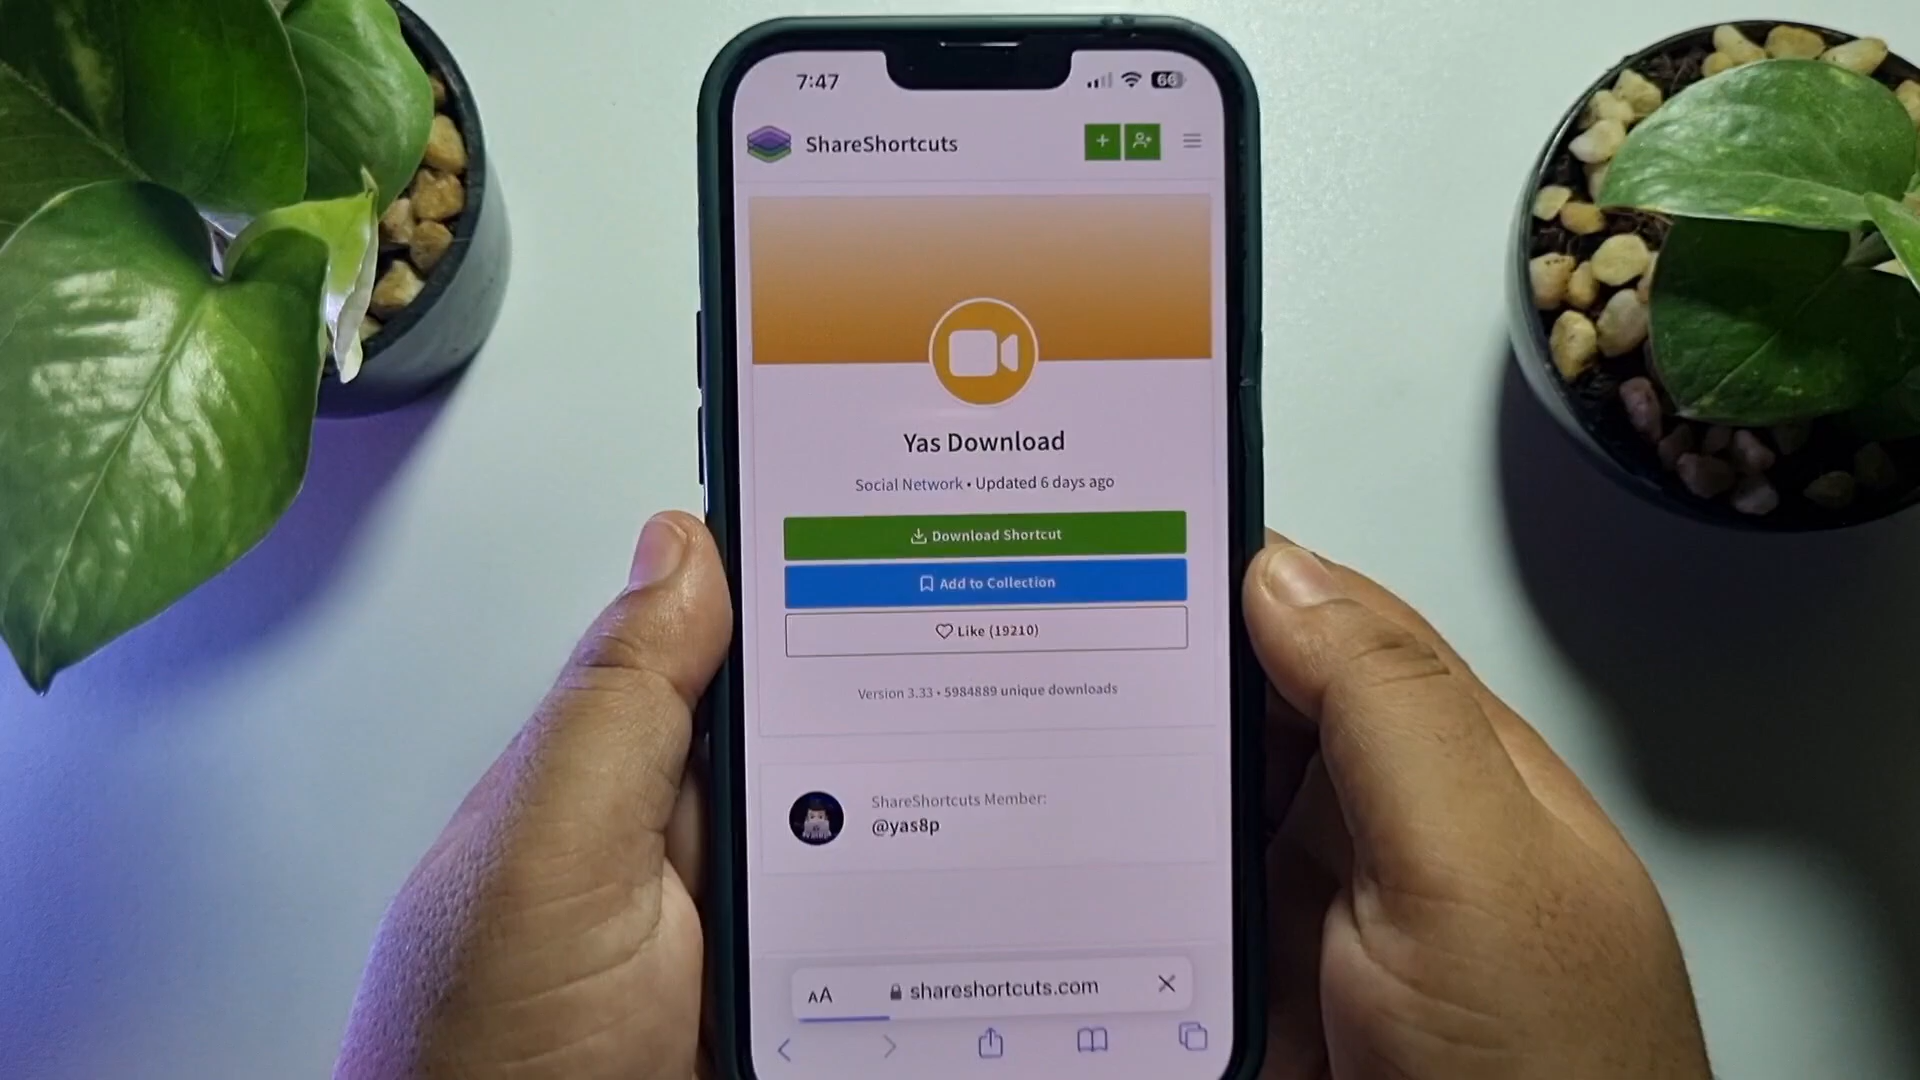 7:47
66
ShareShortcuts
Yas Download
Social Network • Updated 6 days ago
Download Shortcut
Add to Collection
Like (19210)
Version 3.33 • 5984889 unique downloads
ShareShortcuts Member:
@yas8p
AA shareshortcuts.com